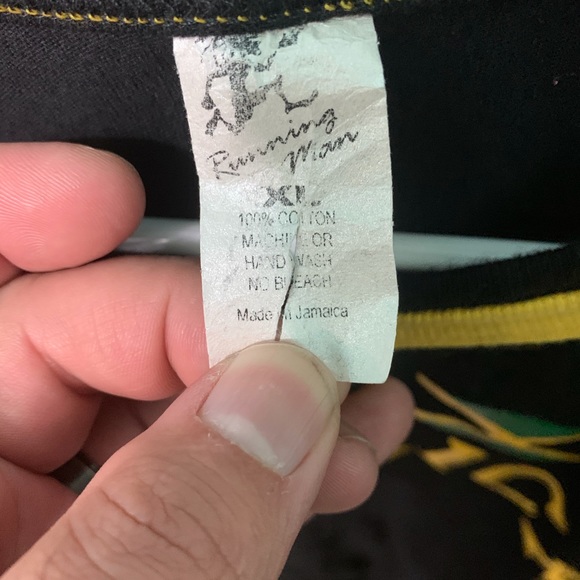 Running
Man
XL
100% COTTON
MACHINE OR
HAND WASH
NO BLEACH
Made In Jamaica